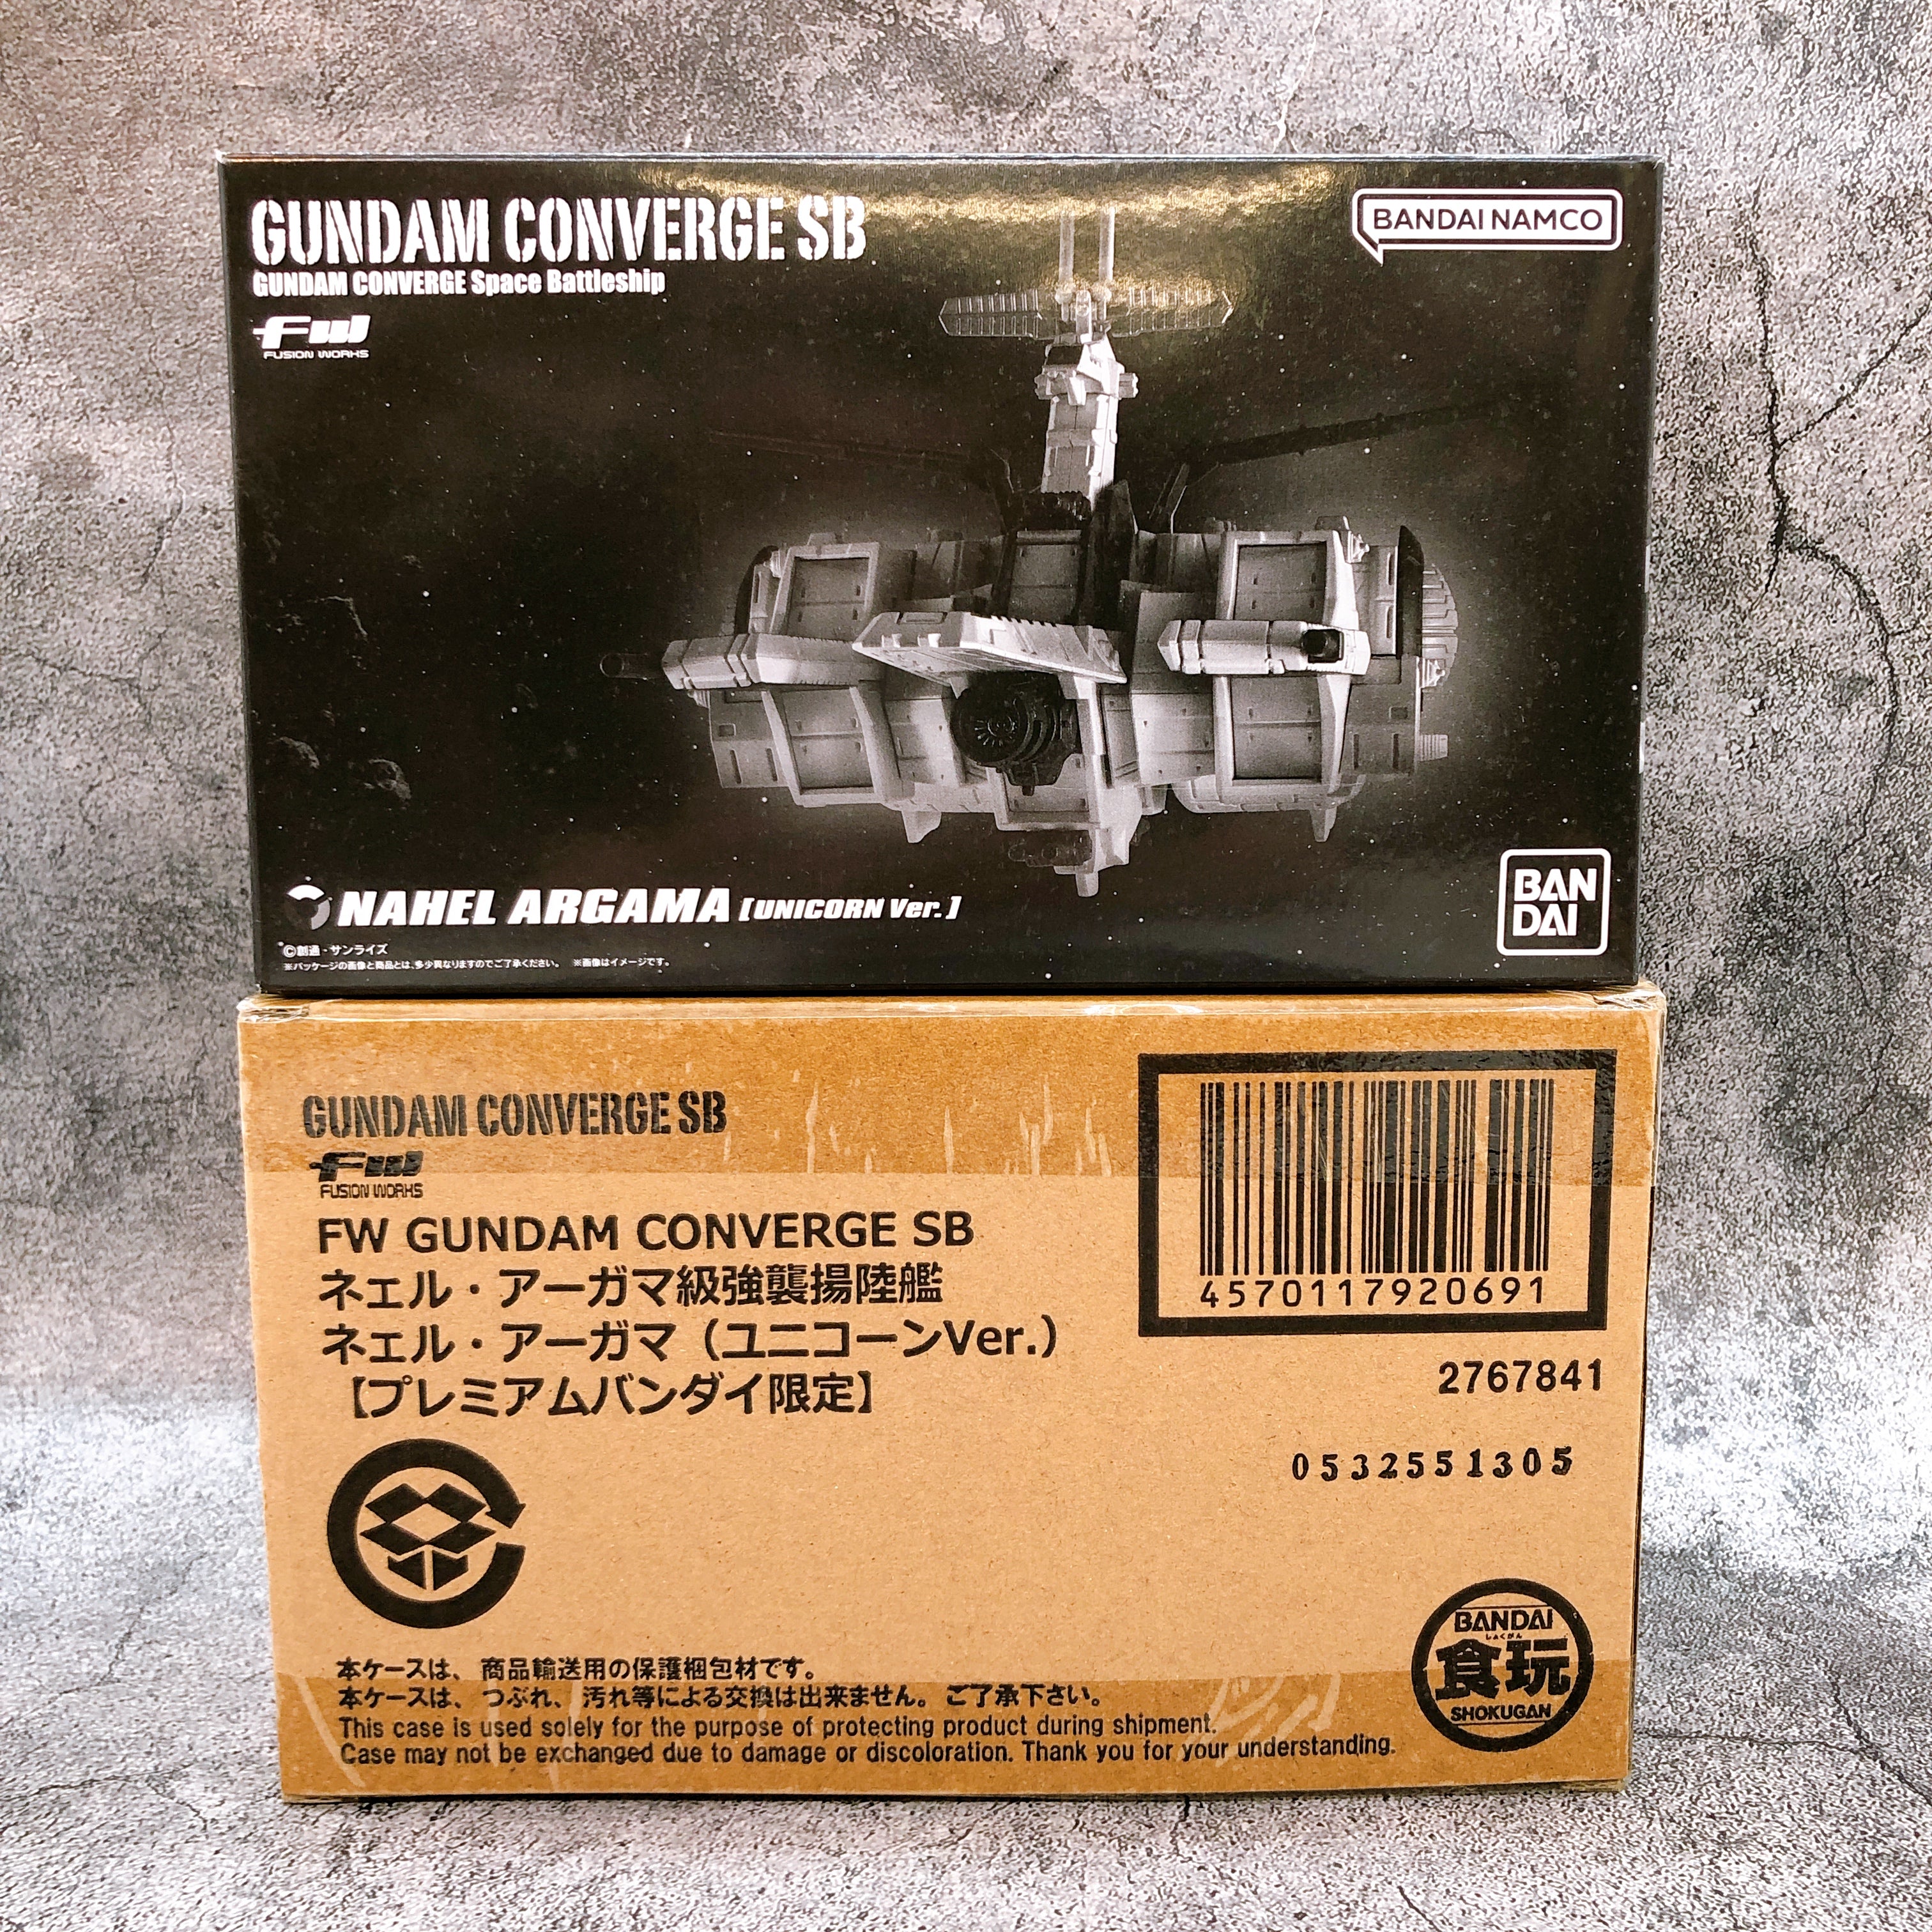 GUNDAM CONVERGE SB
GUNDAM CONVERGE Space Battleship
FW
FUSION WORKS
BANDAI NAMCO
NAHEL ARGAMA [UNICORN Ver.]
©創通・サンライズ
※パッケージの画像と商品とは、多少異なりますのでご了承ください。 ※画像はイメージです。
BAN
DAI
GUNDAM CONVERGE SB
FW
FUSION WORKS
FW GUNDAM CONVERGE SB
ネェル・アーガマ級強襲揚陸艦
ネェル・アーガマ（ユニコーンVer.）
【プレミアムバンダイ限定】
4570117920691
2767841
0532551305
本ケースは、商品輸送用の保護梱包材です。
本ケースは、つぶれ、汚れ等による交換は出来ません。ご了承下さい。
This case is used solely for the purpose of protecting product during shipment.
Case may not be exchanged due to damage or discoloration. Thank you for your understanding.
BANDAI
しょくがん
食玩
SHOKUGAN